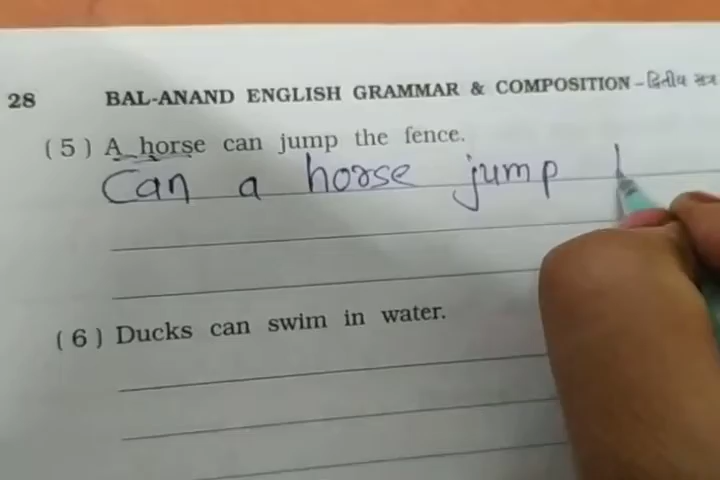 28 BAL-ANAND ENGLISH GRAMMAR & COMPOSITION - द्वितीय सत्र
(5) A horse can jump the fence.
Can a horse jump
(6) Ducks can swim in water.